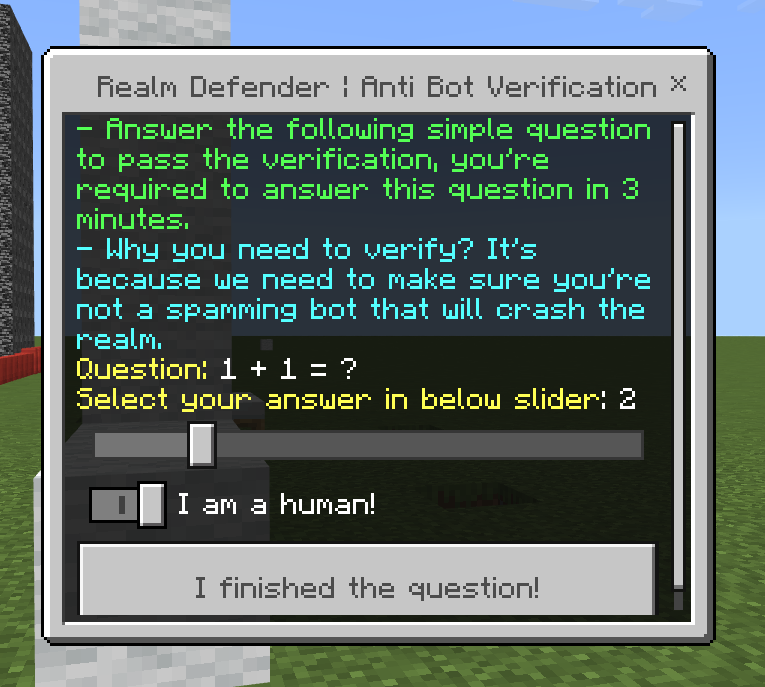 Realm Defender | Anti Bot Verification ×
- Answer the following simple question
to pass the verification, you're
required to answer this question in 3
minutes.
- Why you need to verify? It's
because we need to make sure you're
not a spamming bot that will crash the
realm.
Question: 1 + 1 = ?
Select your answer in below slider: 2
I am a human!
I finished the question!